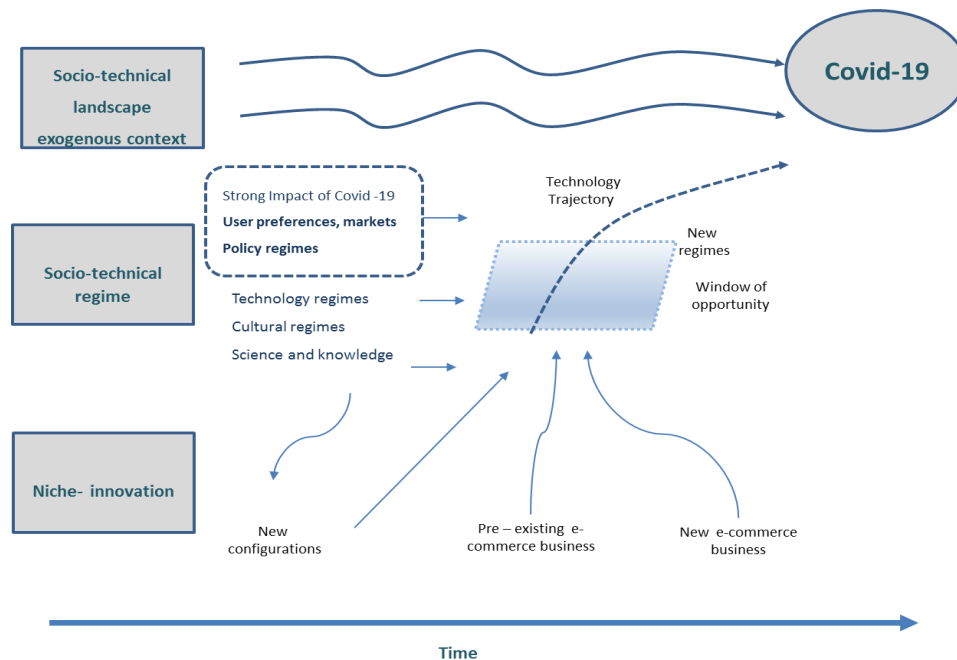 Socio-technical
landscape
exogenous context
Covid-19
Strong Impact of Covid -19
User preferences, markets
Policy regimes
Technology
Trajectory
New
regimes
Window of
opportunity
Socio-technical
regime
Technology regimes
Cultural regimes
Science and knowledge
Niche- innovation
New
configurations
Pre – existing e-
commerce business
New e-commerce
business
Time